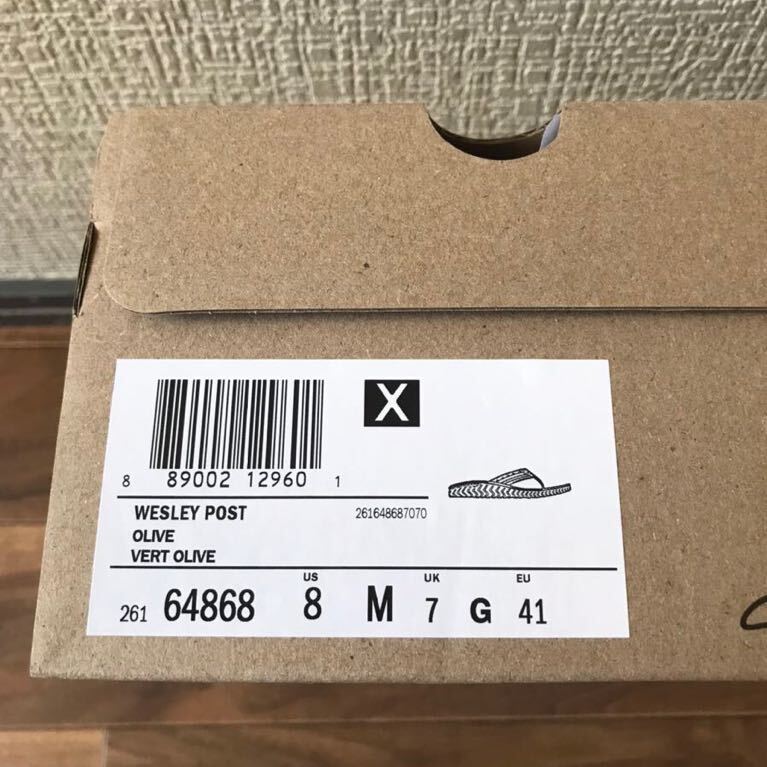 X
8 89002 12960 1
WESLEY POST 261648687070
OLIVE
VERT OLIVE
US UK EU
261 64868 8 M 7 G 41